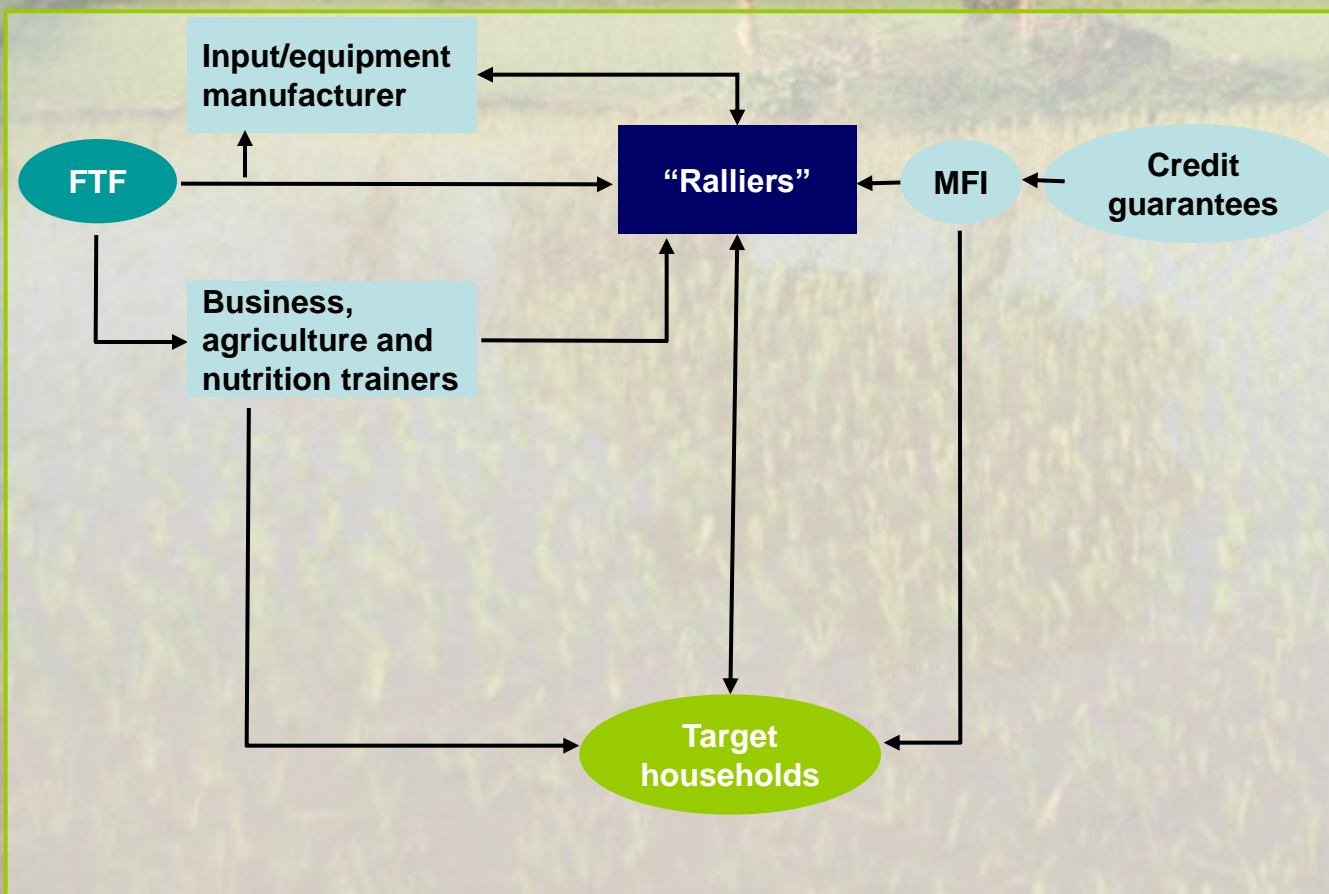 Input/equipment
manufacturer
FTF
“Ralliers”
MFI
Credit
guarantees
Business,
agriculture and
nutrition trainers
Target
households